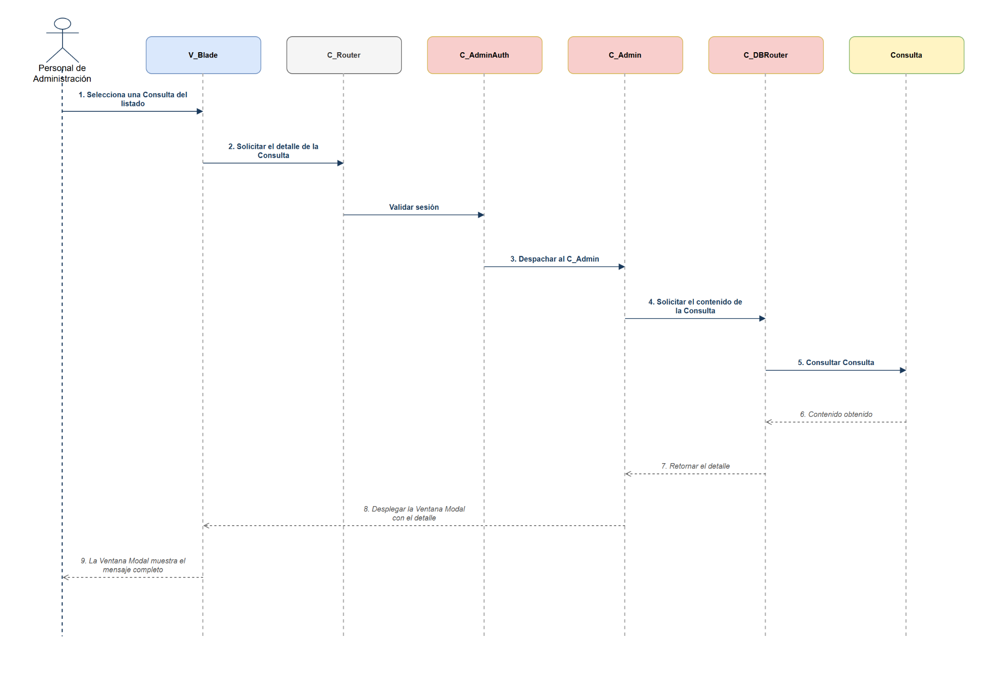 Personal de
Administración
V_Blade
C_Router
C_AdminAuth
C_Admin
C_DBRouter
Consulta
1. Selecciona una Consulta del
listado
2. Solicitar el detalle de la
Consulta
Validar sesión
3. Despachar al C_Admin
4. Solicitar el contenido de
la Consulta
5. Consultar Consulta
6. Contenido obtenido
7. Retornar el detalle
8. Desplegar la Ventana Modal
con el detalle
9. La Ventana Modal muestra el
mensaje completo